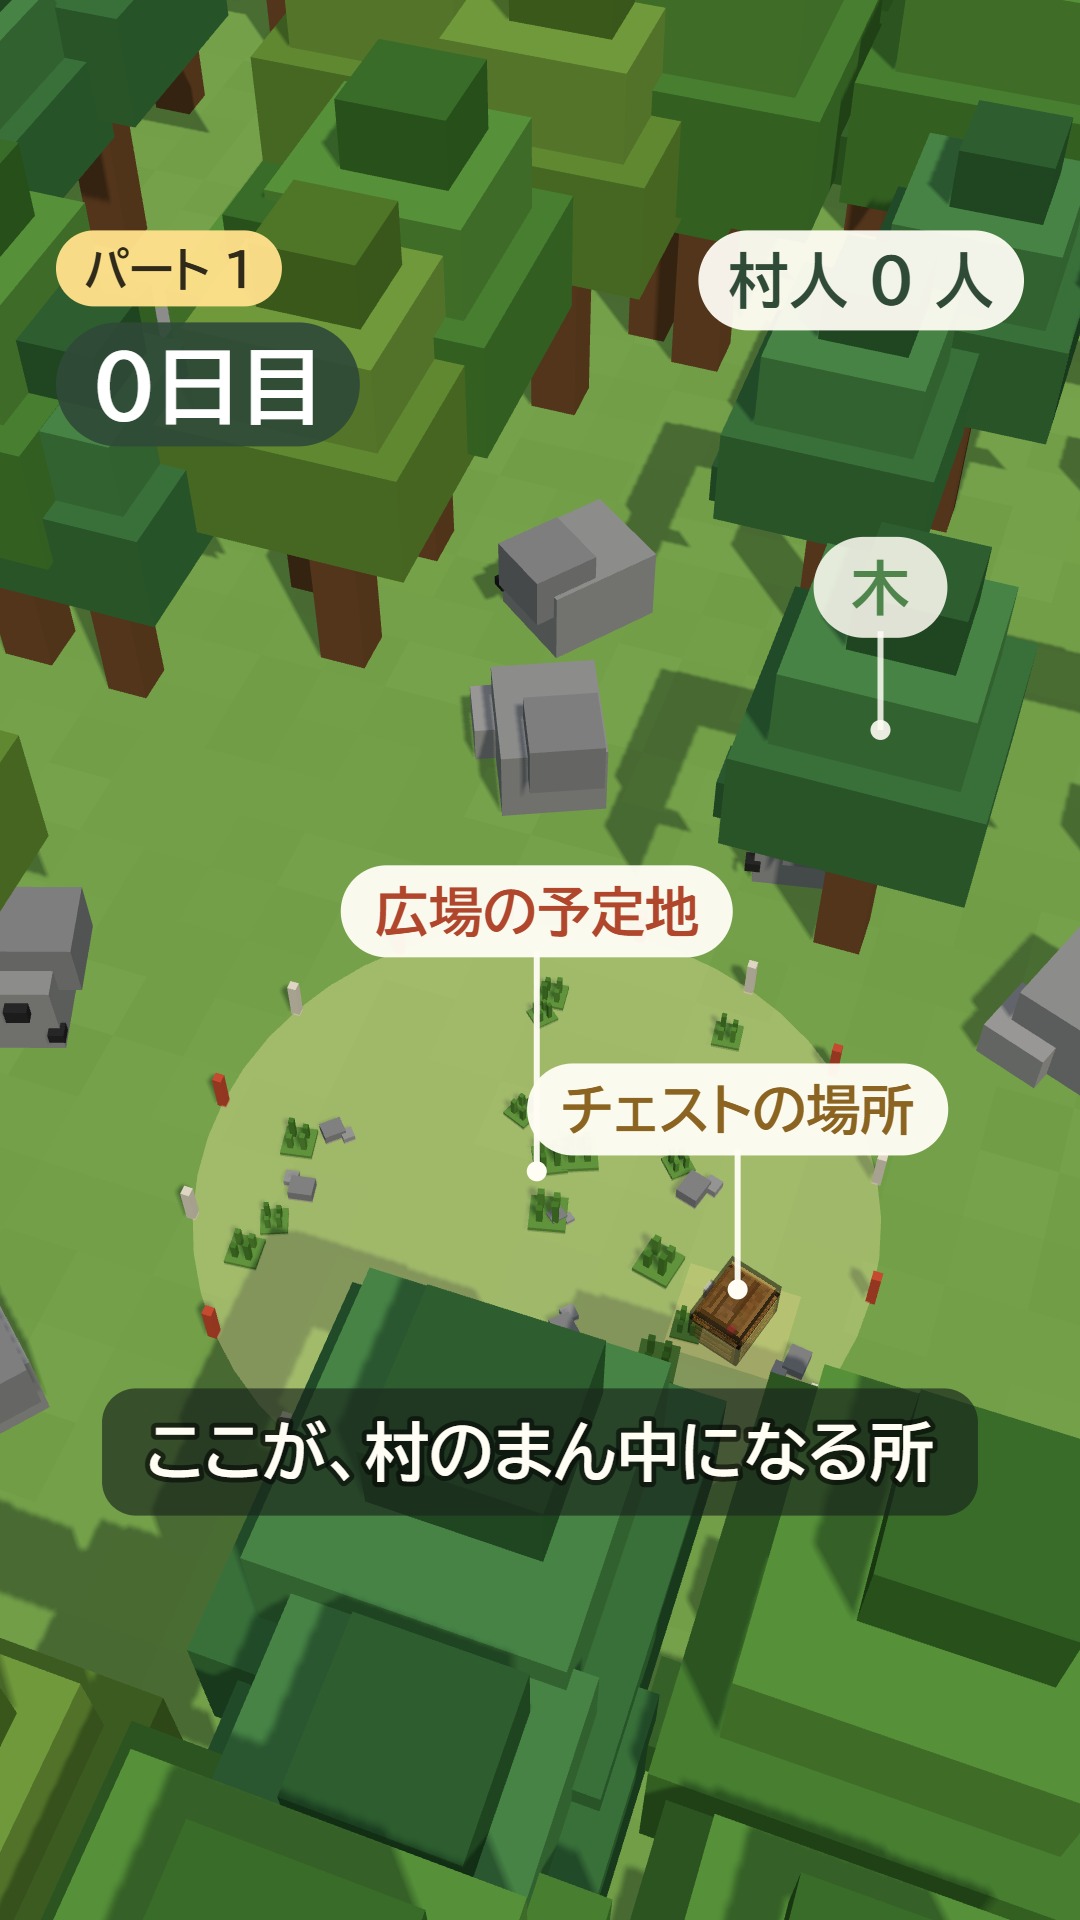 パート 1
0日目
村人 0 人
木
広場の予定地
チェストの場所
ここが、村のまん中になる所